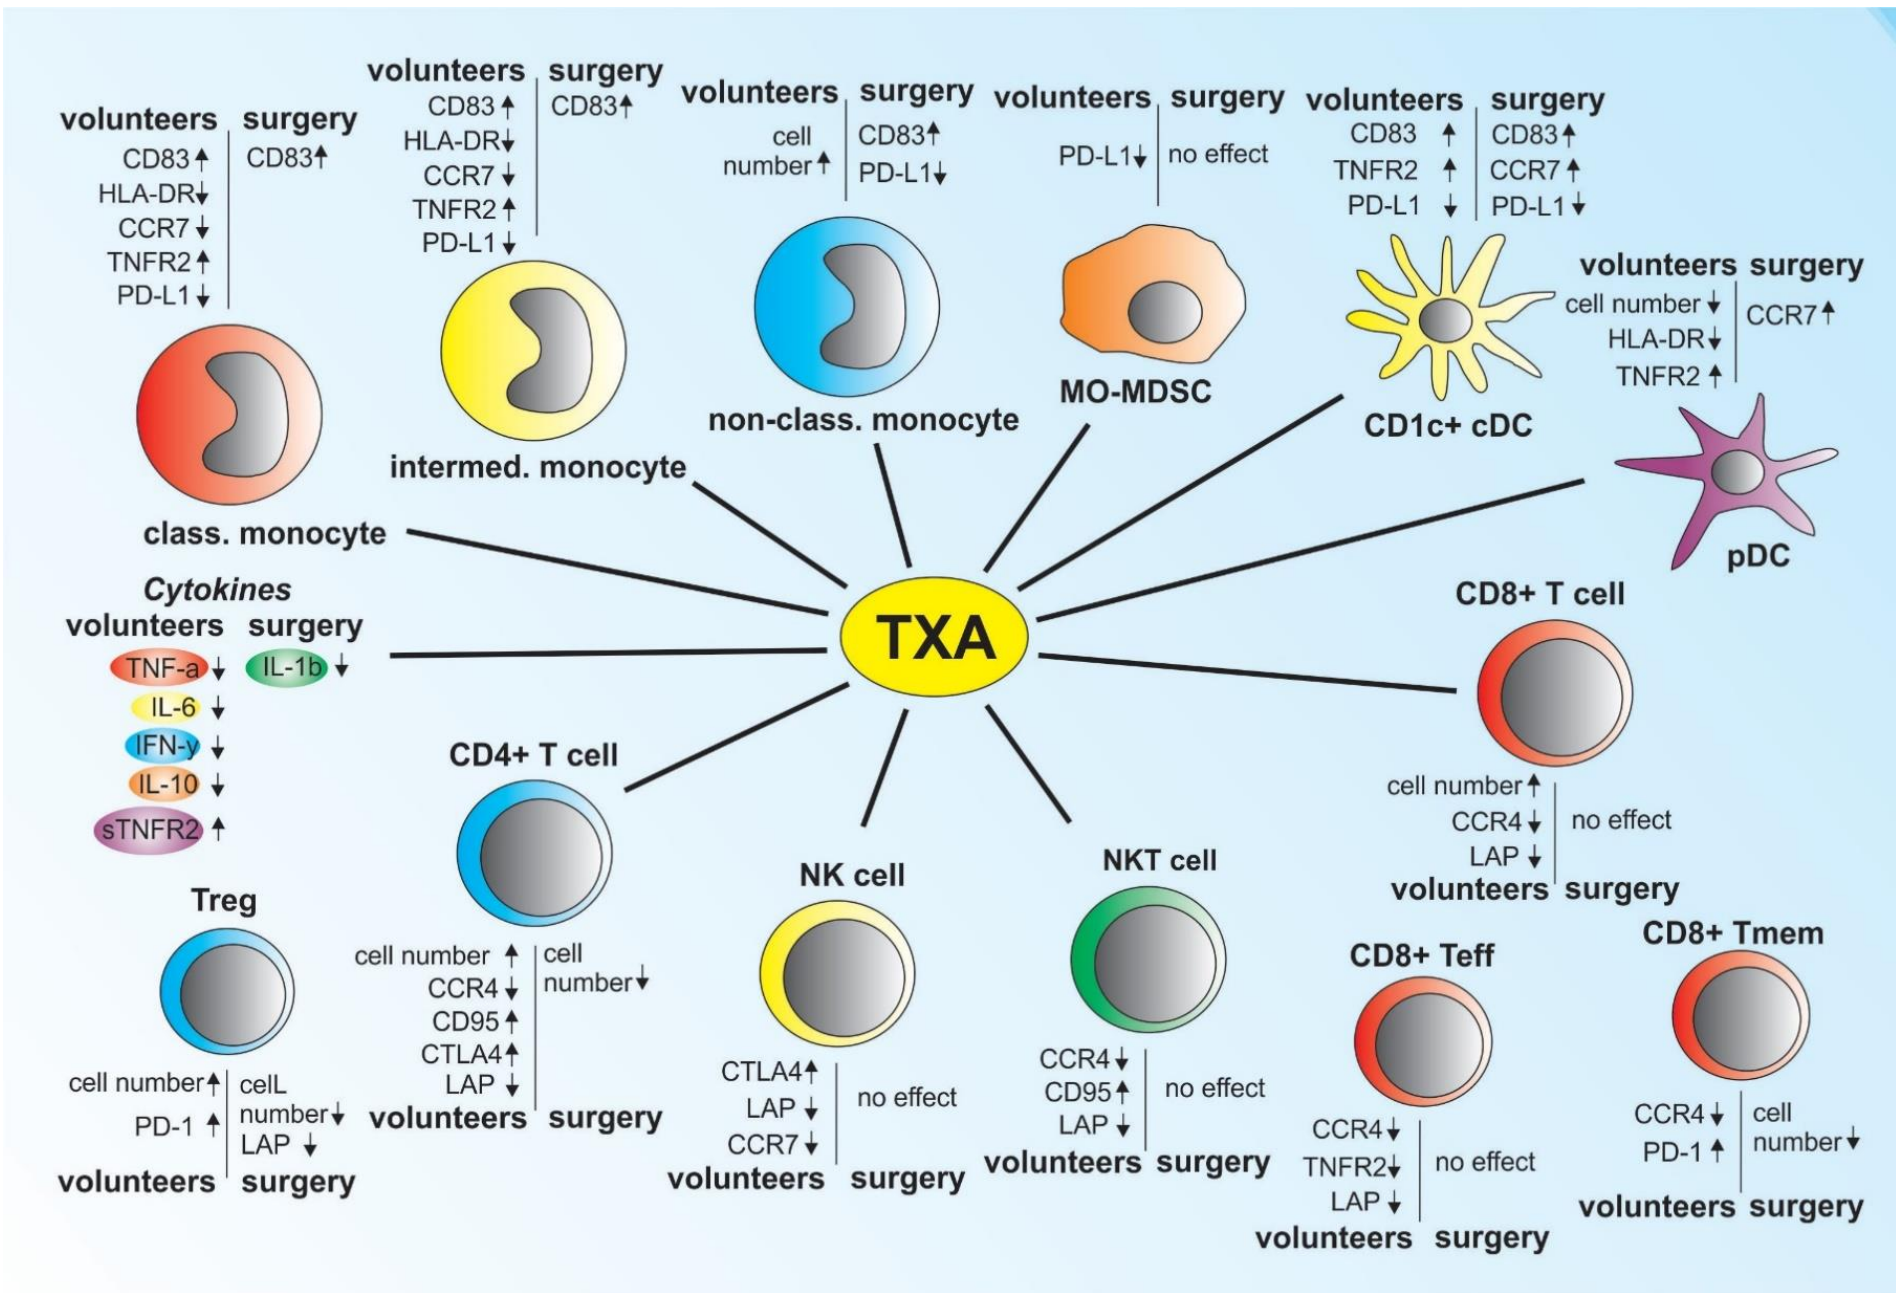 volunteers surgery
CD83↑ CD83↑
HLA-DR↓
CCR7↓
TNFR2↑
PD-L1↓
class. monocyte
volunteers surgery
CD83↑ CD83↑
HLA-DR↓
CCR7↓
TNFR2↑
PD-L1↓
intermed. monocyte
volunteers surgery
cell CD83↑
number↑ PD-L1↓
non-class. monocyte
volunteers surgery
PD-L1↓ no effect
MO-MDSC
volunteers surgery
CD83 ↑ CD83↑
TNFR2 ↑ CCR7↑
PD-L1 ↓ PD-L1↓
CD1c+ cDC
volunteers surgery
cell number↓ CCR7↑
HLA-DR↓
TNFR2↑
pDC
TXA
Cytokines
volunteers surgery
TNF-a↓ IL-1b↓
IL-6↓
IFN-y↓
IL-10↓
sTNFR2↑
Treg
cell number↑ celL
number↓
PD-1↑ LAP↓
volunteers surgery
CD4+ T cell
cell number↑ cell
CCR4↓ number↓
CD95↑
CTLA4↑
LAP↓
volunteers surgery
NK cell
CTLA4↑
LAP↓ no effect
CCR7↓
volunteers surgery
NKT cell
CCR4↓
CD95↑ no effect
LAP↓
volunteers surgery
CD8+ T cell
cell number↑
CCR4↓ no effect
LAP↓
volunteers surgery
CD8+ Teff
CCR4↓
TNFR2↓ no effect
LAP↓
volunteers surgery
CD8+ Tmem
CCR4↓ cell
PD-1↑ number↓
volunteers surgery